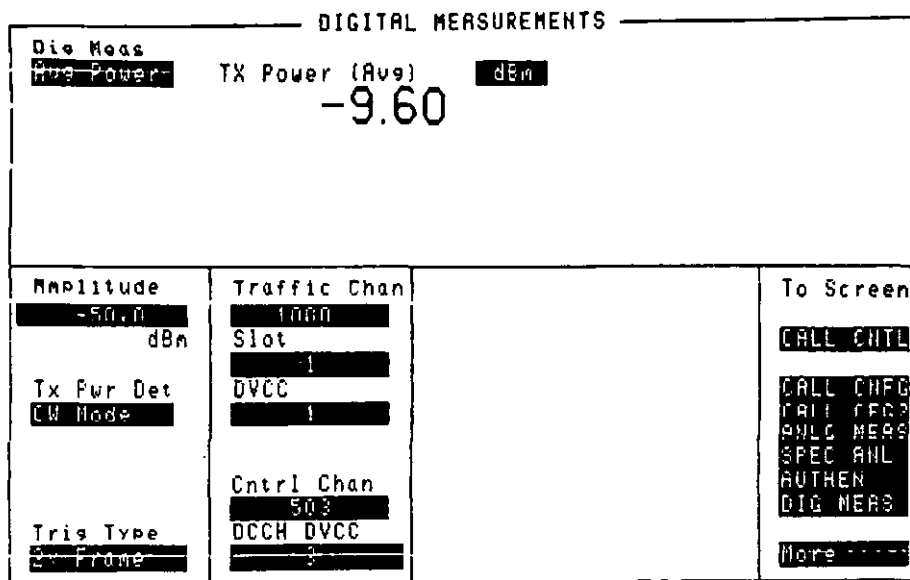 DIGITAL MEASUREMENTS
Dig Meas
Avg Power
TX Power (Avg)
dBm
-9.60
Amplitude
-50.0
dBm
Tx Pwr Det
CW Mode
Trig Type
2x Frame
Traffic Chan
1000
Slot
1
DVCC
1
Cntrl Chan
503
DCCH DVCC
3
To Screen
CALL CNTL
CALL CNFG
CALL CFG2
ANLG MEAS
SPEC ANL
AUTHEN
DIG MEAS
More